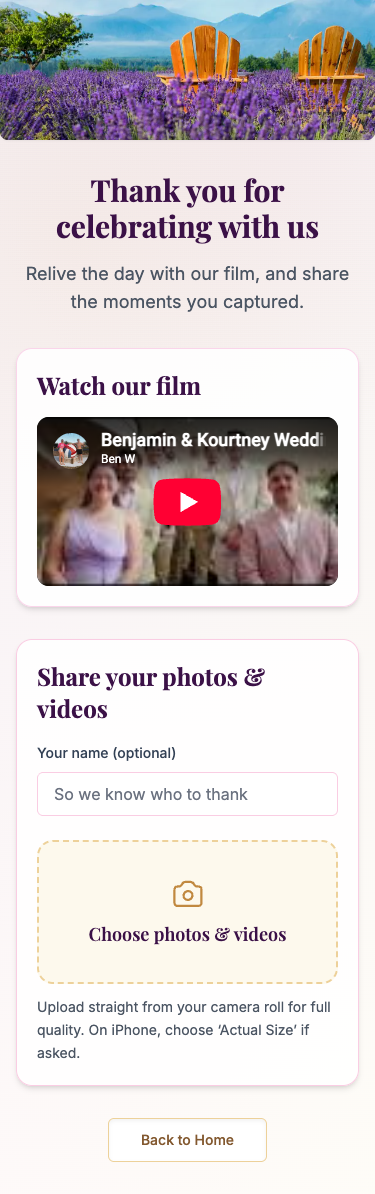 Thank you for
celebrating with us
Relive the day with our film, and share
the moments you captured.
Watch our film
Benjamin & Kourtney Weddi
Ben W
Share your photos &
videos
Your name (optional)
So we know who to thank
Choose photos & videos
Upload straight from your camera roll for full
quality. On iPhone, choose ‘Actual Size’ if
asked.
Back to Home